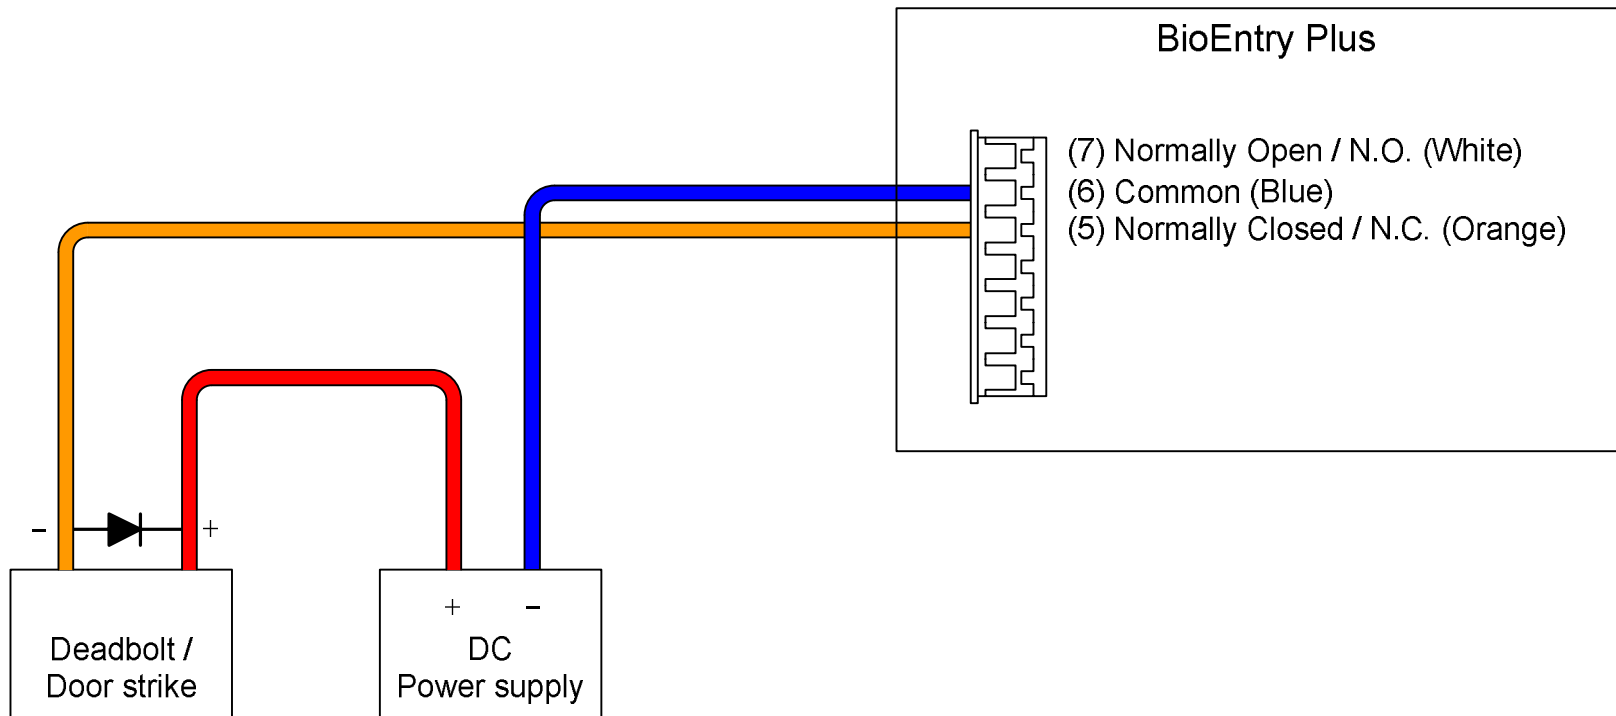 BioEntry Plus
(7) Normally Open / N.O. (White)
(6) Common (Blue)
(5) Normally Closed / N.C. (Orange)
− +
+ −
Deadbolt /
Door strike
DC
Power supply